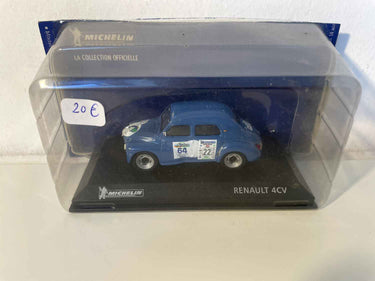 MICHELIN
LA COLLECTION OFFICIELLE
20€
64
22
MICHELIN
RENAULT 4CV